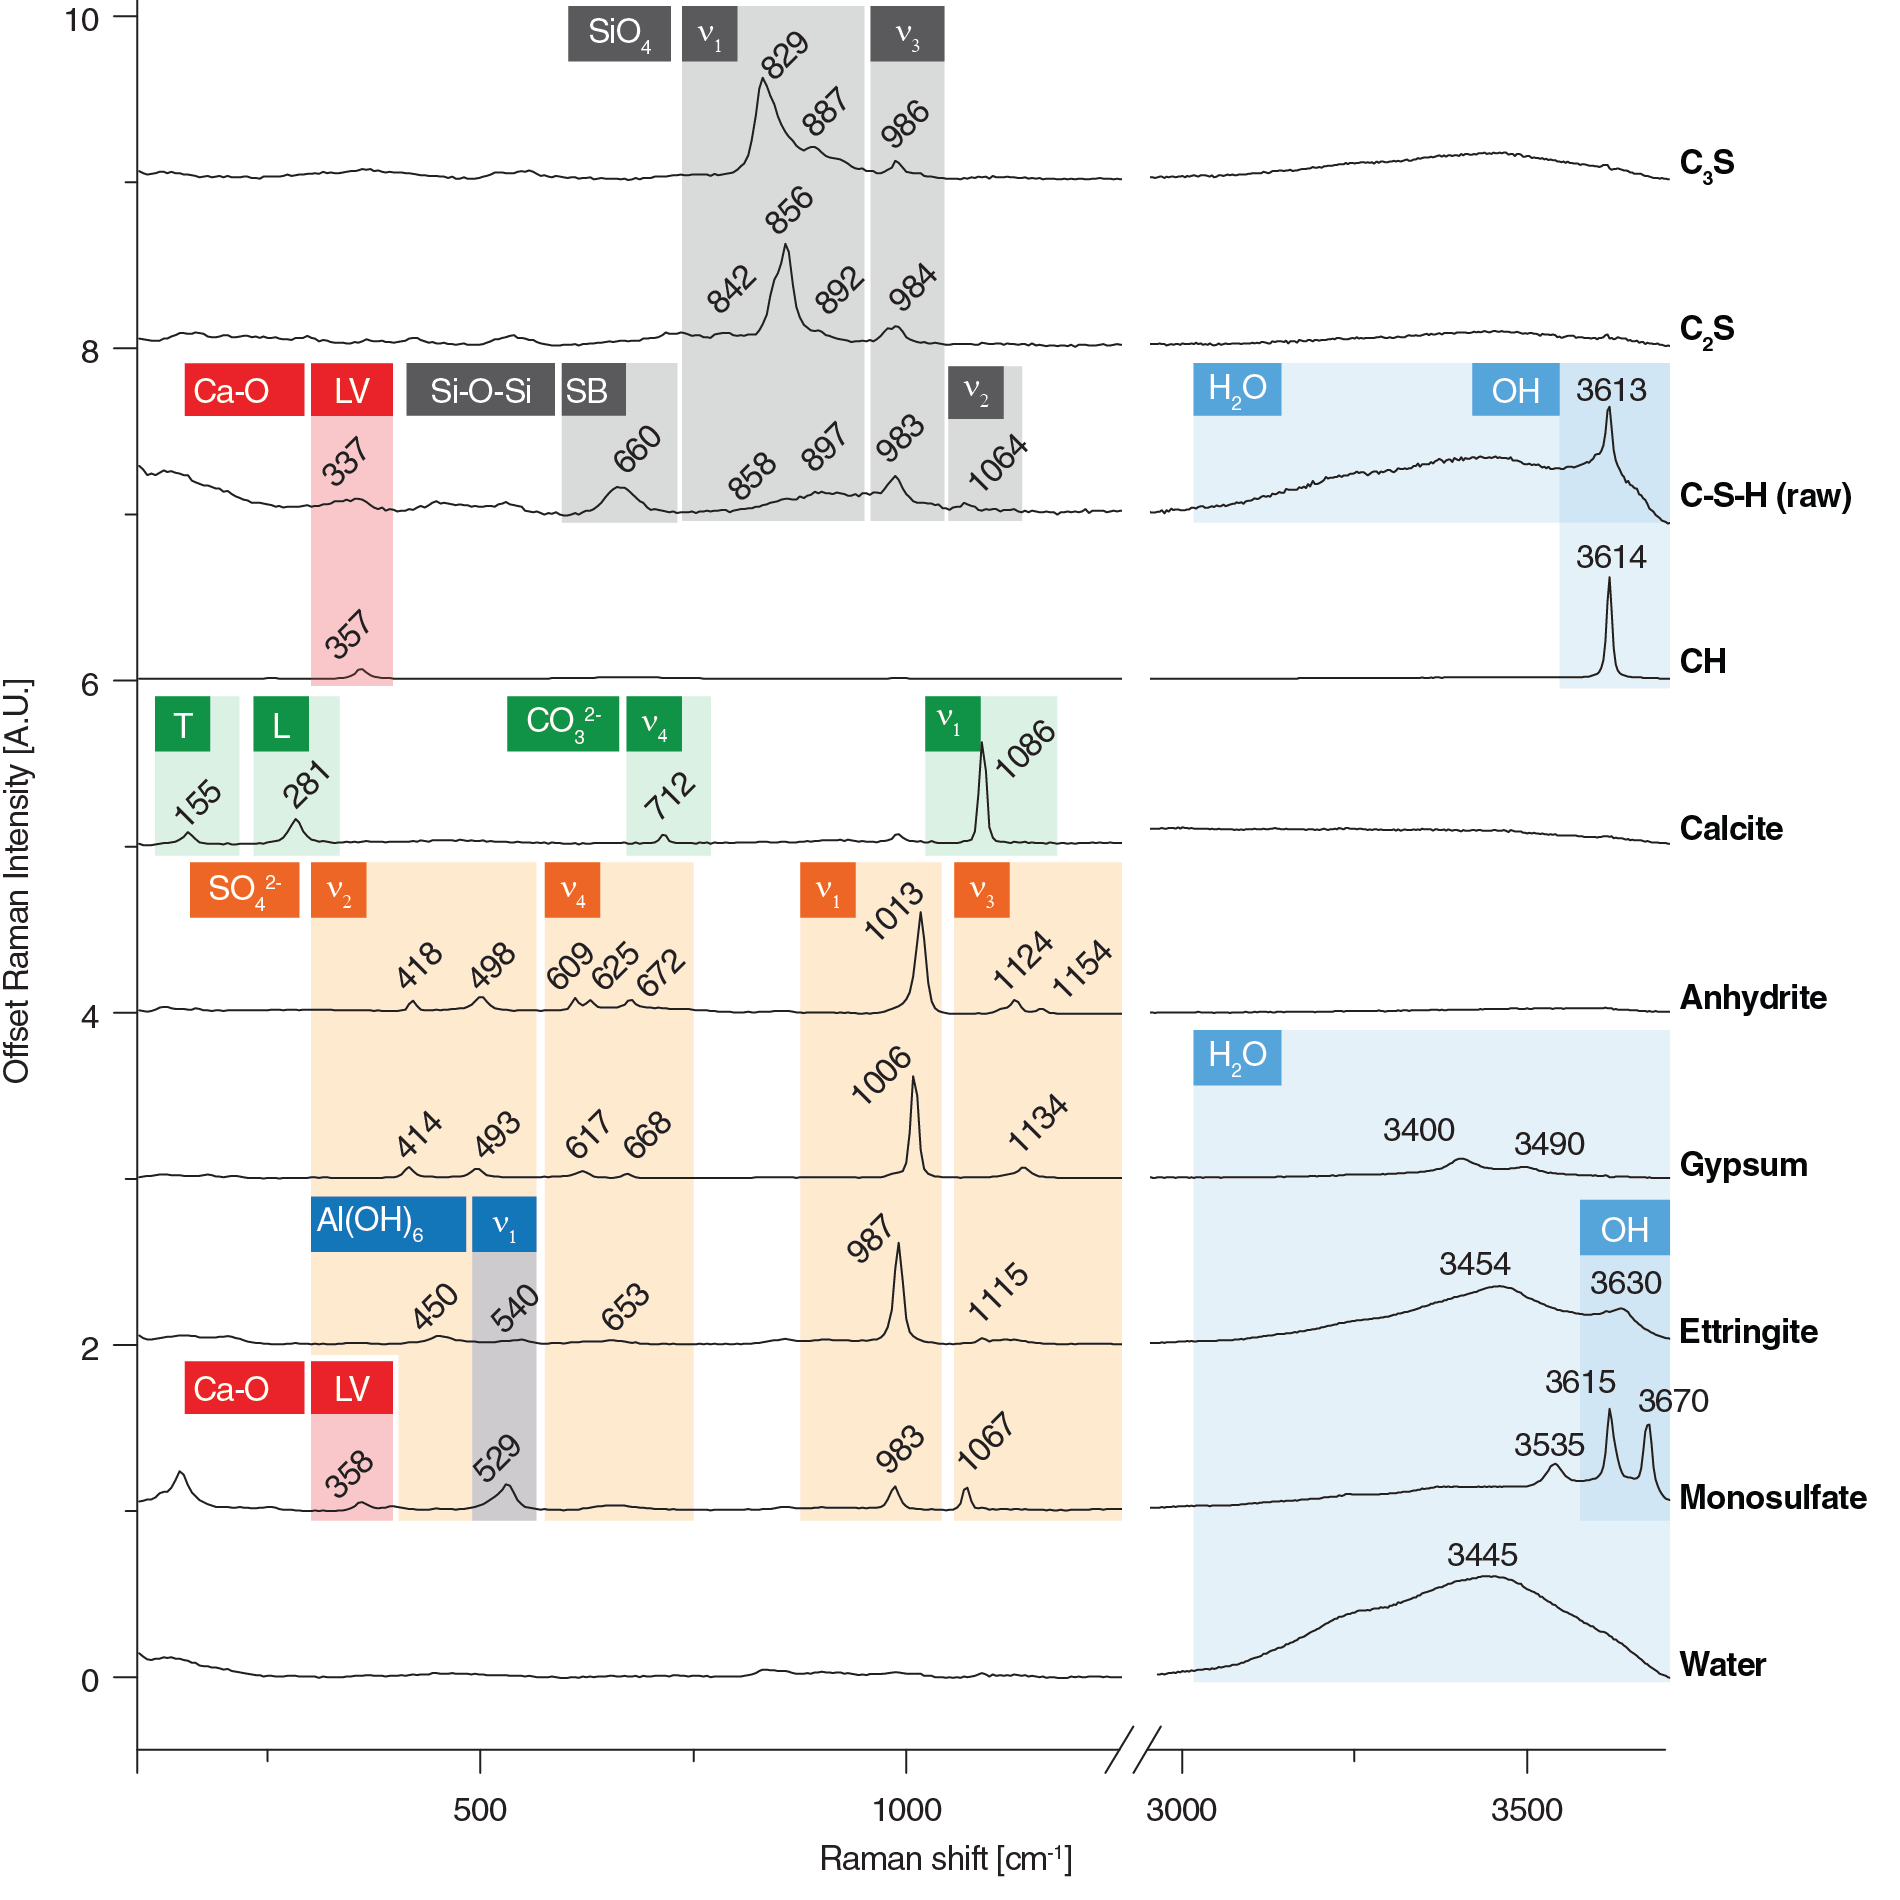 10
SiO4
ν1
ν3
829
887
986
C3S
856
842
892
984
C2S
8
Ca-O
LV
Si-O-Si
SB
ν2
H2O
OH
3613
337
660
858
897
983
1064
C-S-H (raw)
3614
357
CH
6
T
L
CO3 2-
ν4
ν1
1086
155
281
712
Calcite
SO4 2-
ν2
ν4
ν1
ν3
1013
418
498
609
625
672
1124
1154
Anhydrite
4
H2O
1006
414
493
617
668
1134
3400
3490
Gypsum
Al(OH)6
ν1
OH
987
450
540
653
1115
3454
3630
Ettringite
2
Ca-O
LV
358
529
983
1067
3615
3670
3535
Monosulfate
3445
Water
0
500
1000
3000
3500
Raman shift [cm-1]
Offset Raman Intensity [A.U.]